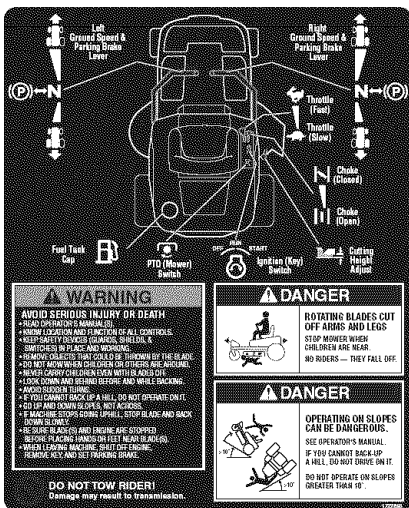 Left
Ground Speed &
Parking Brake
Lever
Right
Ground Speed &
Parking Brake
Lever
(P) N
N (P)
Throttle
(Fast)
Throttle
(Slow)
Choke
(Closed)
Choke
(Open)
Fuel Tank
Cap
PTO (Mower)
Switch
OFF RUN START
Ignition (Key)
Switch
Cutting
Height
Adjust
WARNING
AVOID SERIOUS INJURY OR DEATH
• READ OPERATOR'S MANUAL(S).
• KNOW LOCATION AND FUNCTION OF ALL CONTROLS.
• KEEP SAFETY DEVICES (GUARDS, SHIELDS, &
SWITCHES) IN PLACE AND WORKING.
• REMOVE OBJECTS THAT COULD BE THROWN BY THE BLADE.
• DO NOT MOW WHEN CHILDREN OR OTHERS ARE AROUND.
• NEVER CARRY CHILDREN EVEN WITH BLADES OFF.
• LOOK DOWN AND BEHIND BEFORE AND WHILE BACKING.
• AVOID SUDDEN TURNS.
• IF YOU CANNOT BACK UP A HILL, DO NOT OPERATE ON IT.
• GO UP AND DOWN SLOPES, NOT ACROSS.
• IF MACHINE STOPS GOING UPHILL, STOP BLADE AND BACK
DOWN SLOWLY.
• BE SURE BLADE(S) AND ENGINE ARE STOPPED
BEFORE PLACING HANDS OR FEET NEAR BLADE(S).
• WHEN LEAVING MACHINE, SHUT OFF ENGINE,
REMOVE KEY, AND SET PARKING BRAKE.
DO NOT TOW RIDER!
Damage may result to transmission.
DANGER
ROTATING BLADES CUT
OFF ARMS AND LEGS
STOP MOWER WHEN
CHILDREN ARE NEAR.
NO RIDERS — THEY FALL OFF.
DANGER
>10°
>10°
OPERATING ON SLOPES
CAN BE DANGEROUS.
SEE OPERATOR'S MANUAL.
IF YOU CANNOT BACK-UP
A HILL, DO NOT DRIVE ON IT.
DO NOT OPERATE ON SLOPES
GREATER THAN 10°.